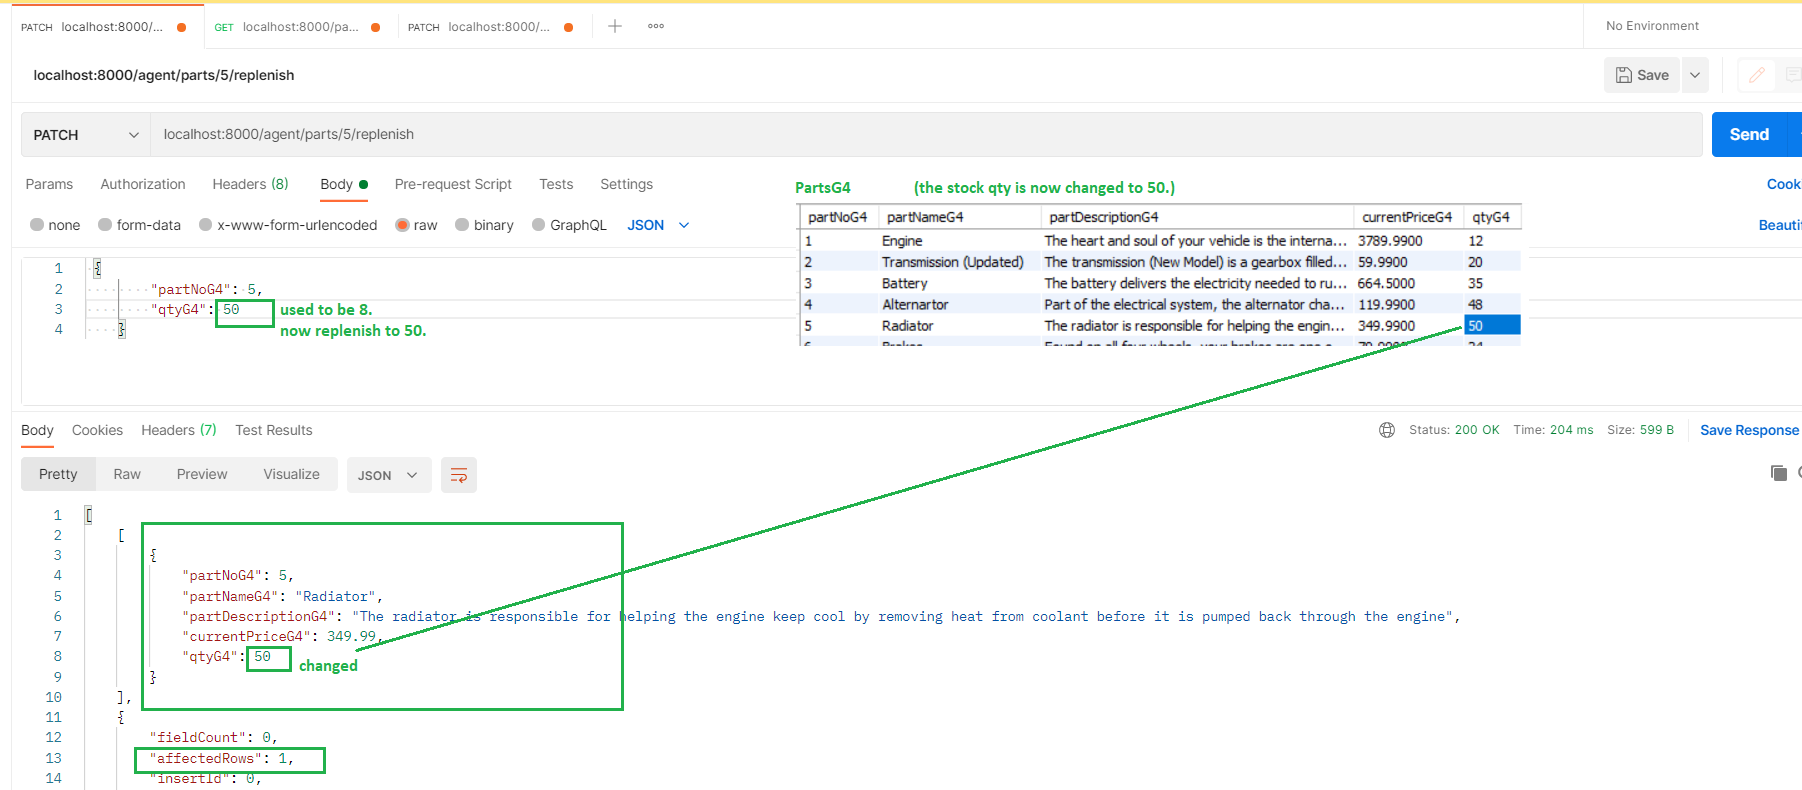 PATCH localhost:8000/... GET localhost:8000/pa... PATCH localhost:8000/... No Environment
localhost:8000/agent/parts/5/replenish Save
PATCH localhost:8000/agent/parts/5/replenish Send
Params Authorization Headers (8) Body Pre-request Script Tests Settings Cook
none form-data x-www-form-urlencoded raw binary GraphQL JSON Beauti
PartsG4 (the stock qty is now changed to 50.)
partNoG4 partNameG4 partDescriptionG4 currentPriceG4 qtyG4
1 Engine The heart and soul of your vehicle is the interna... 3789.9900 12
2 Transmission (Updated) The transmission (New Model) is a gearbox filled... 59.9900 20
3 Battery The battery delivers the electricity needed to ru... 664.5000 35
4 Alternartor Part of the electrical system, the alternator cha... 119.9900 48
5 Radiator The radiator is responsible for helping the engin... 349.9900 50
1 {
2 "partNoG4": 5,
3 "qtyG4": 50
4 }
used to be 8.
now replenish to 50.
Body Cookies Headers (7) Test Results Status: 200 OK Time: 204 ms Size: 599 B Save Response
Pretty Raw Preview Visualize JSON
1 [
2 [
3 {
4 "partNoG4": 5,
5 "partNameG4": "Radiator",
6 "partDescriptionG4": "The radiator is responsible for helping the engine keep cool by removing heat from coolant before it is pumped back through the engine",
7 "currentPriceG4": 349.99,
8 "qtyG4": 50 changed
9 }
10 ],
11 {
12 "fieldCount": 0,
13 "affectedRows": 1,
14 "insertId": 0,